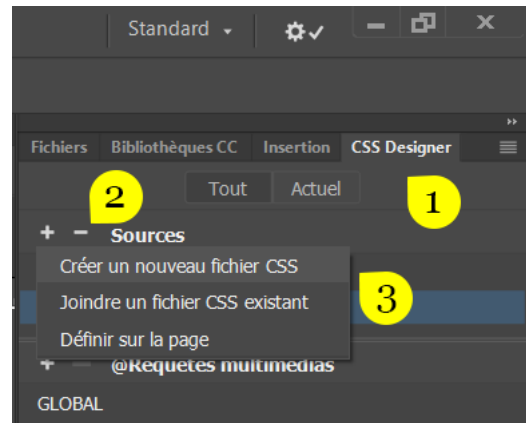 Standard
Fichiers Bibliothèques CC Insertion CSS Designer
Tout Actuel
1
2
+ − Sources
Créer un nouveau fichier CSS
Joindre un fichier CSS existant
3
Définir sur la page
+ − @Requêtes multimédias
GLOBAL